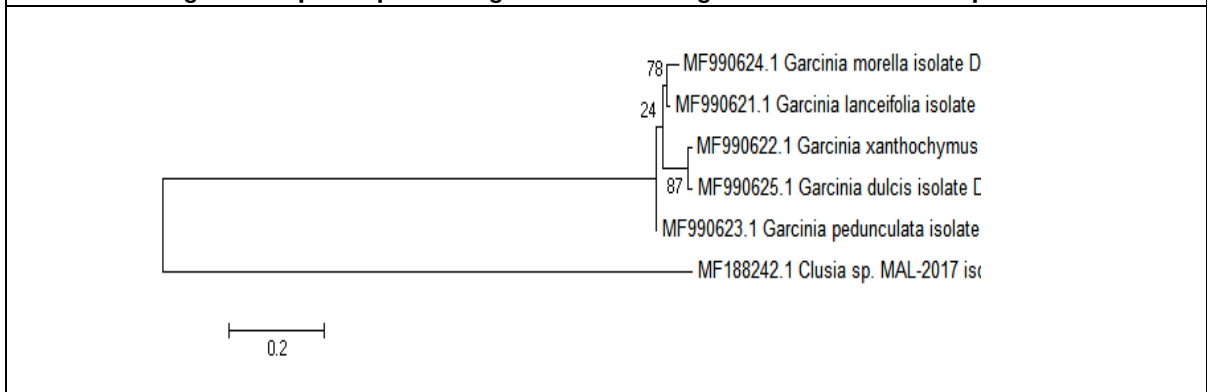 78
MF990624.1 Garcinia morella isolate D
24
MF990621.1 Garcinia lanceifolia isolate
MF990622.1 Garcinia xanthochymus
87
MF990625.1 Garcinia dulcis isolate
MF990623.1 Garcinia pedunculata isolate
MF188242.1 Clusia sp. MAL-2017
0.2